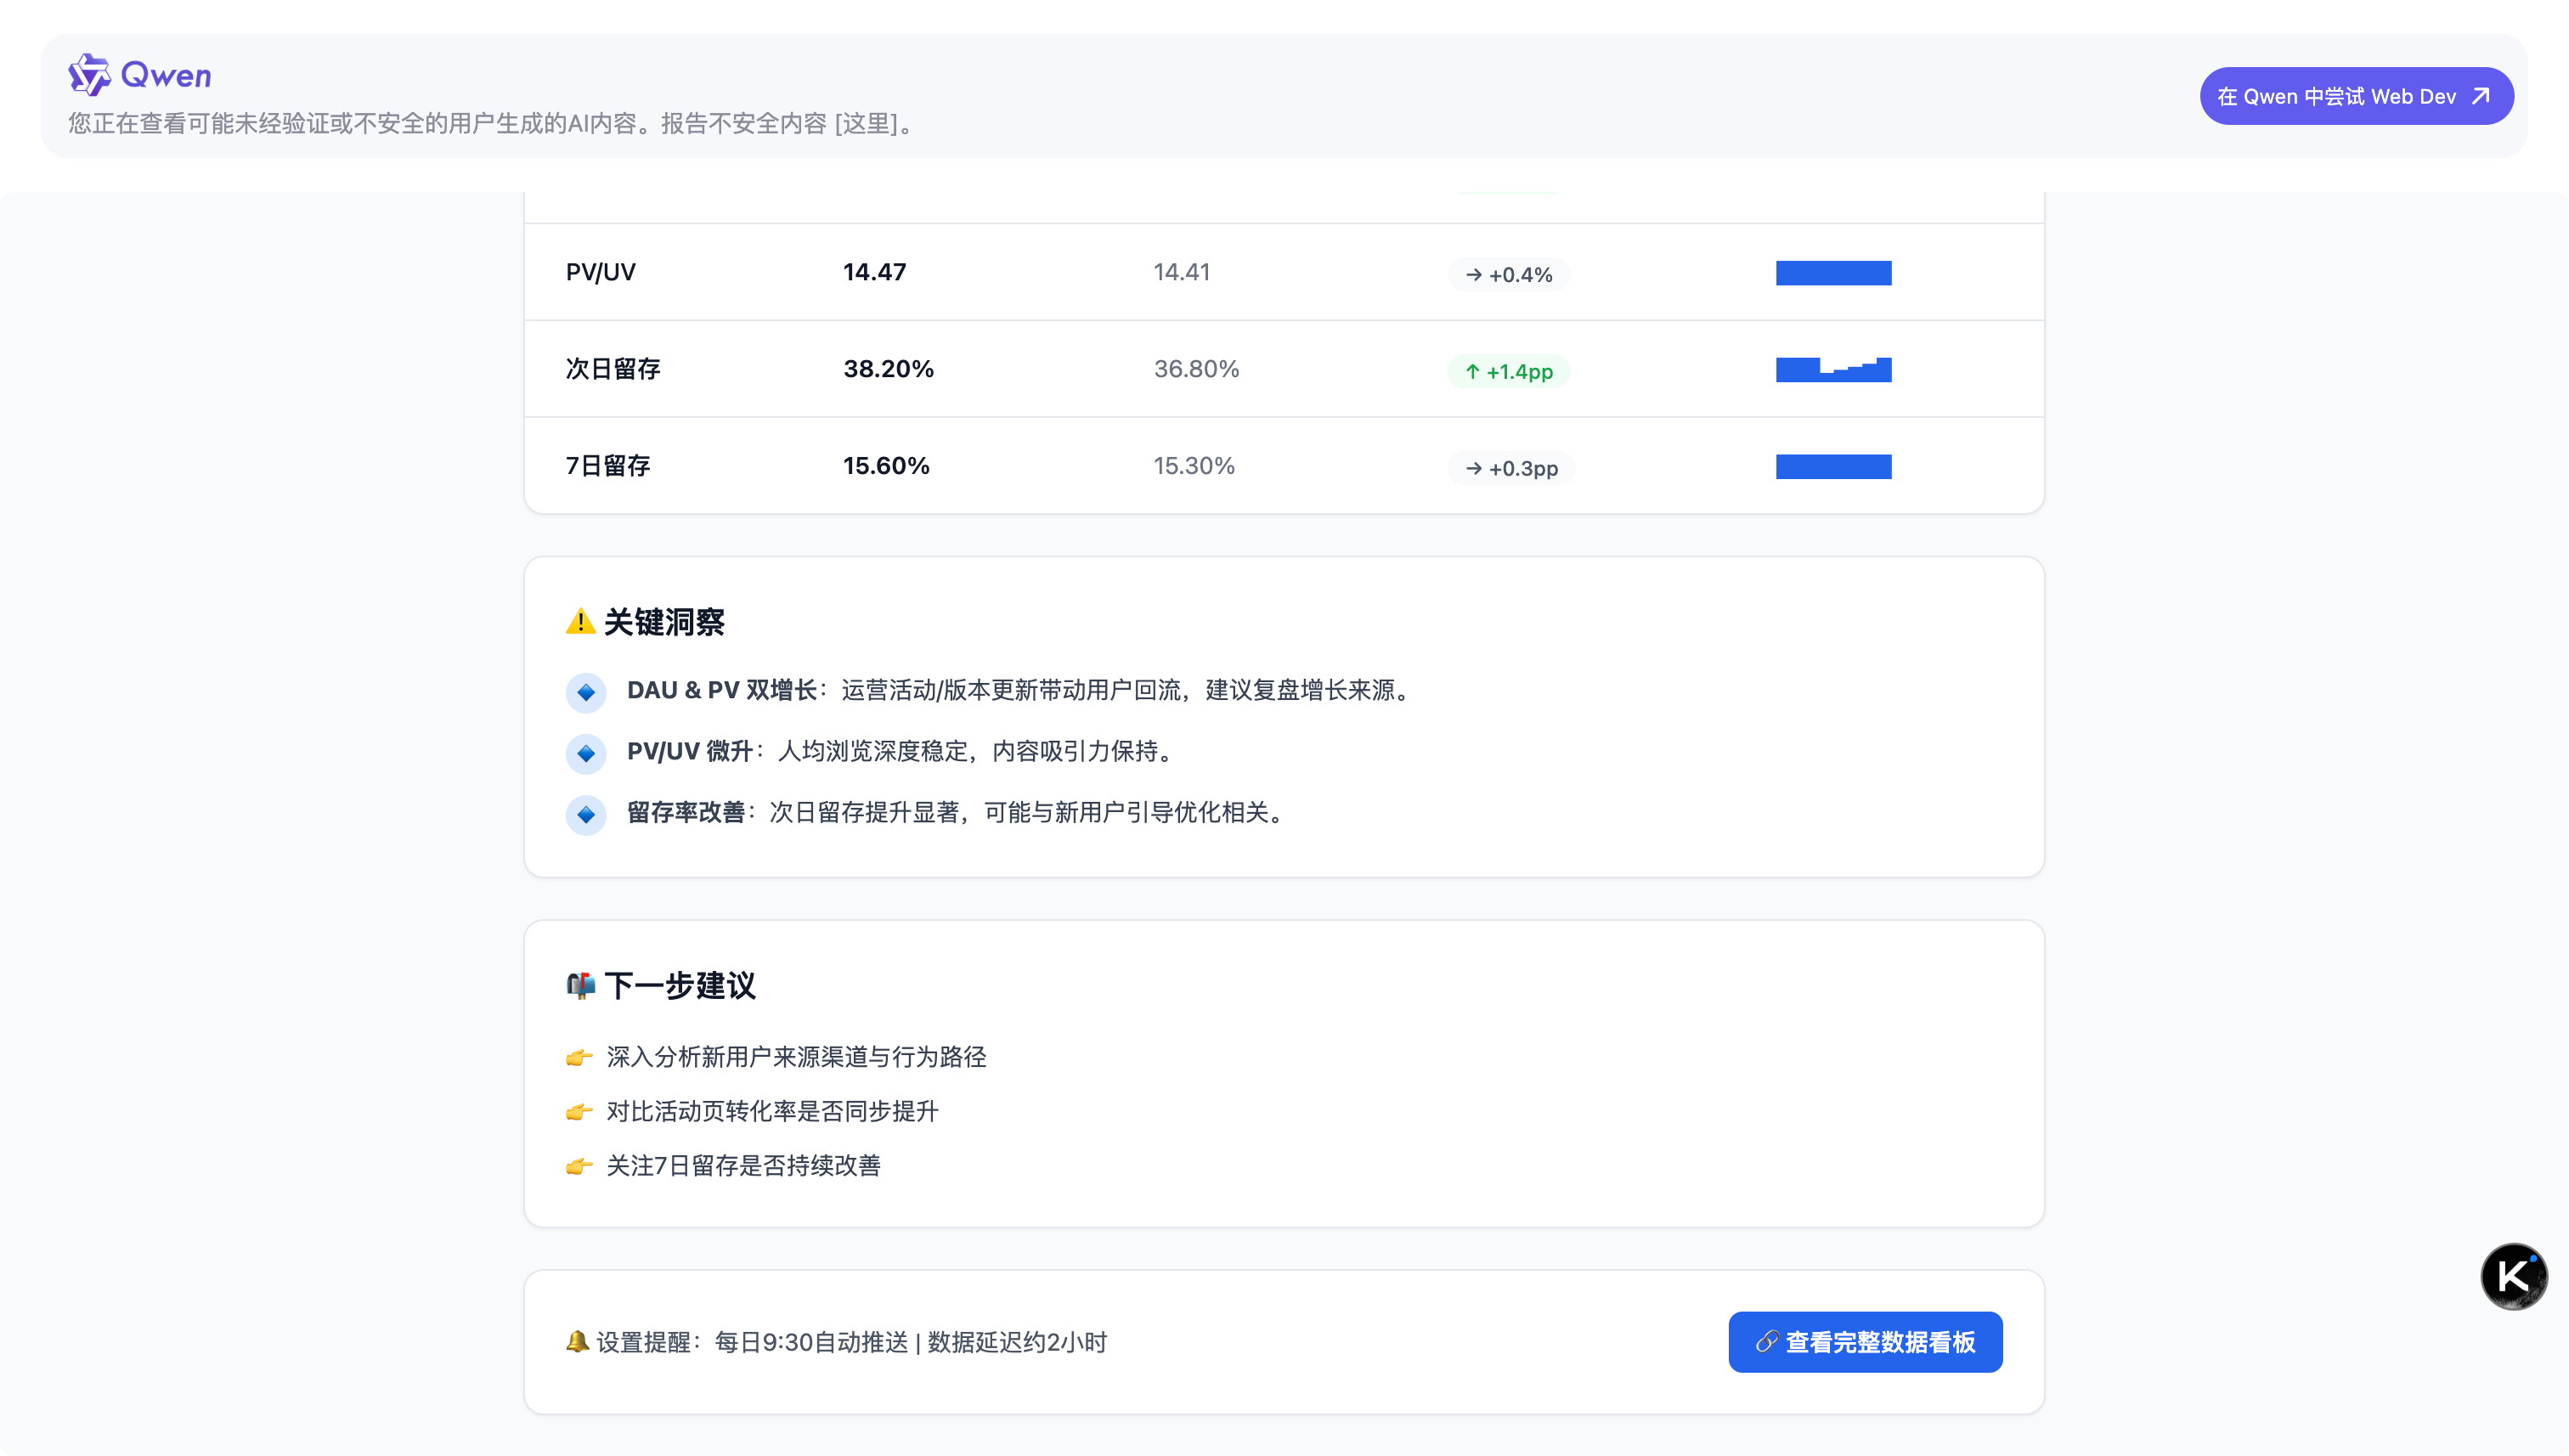 Qwen
您正在查看可能未经验证或不安全的用户生成的AI内容。报告不安全内容 [这里]。
在 Qwen 中尝试 Web Dev
PV/UV 14.47 14.41 → +0.4%
次日留存 38.20% 36.80% ↑ +1.4pp
7日留存 15.60% 15.30% → +0.3pp
⚠️ 关键洞察
DAU & PV 双增长：运营活动/版本更新带动用户回流，建议复盘增长来源。
PV/UV 微升：人均浏览深度稳定，内容吸引力保持。
留存率改善：次日留存提升显著，可能与新用户引导优化相关。
📬 下一步建议
👉 深入分析新用户来源渠道与行为路径
👉 对比活动页转化率是否同步提升
👉 关注7日留存是否持续改善
🔔 设置提醒：每日9:30自动推送 | 数据延迟约2小时
🔗 查看完整数据看板
K